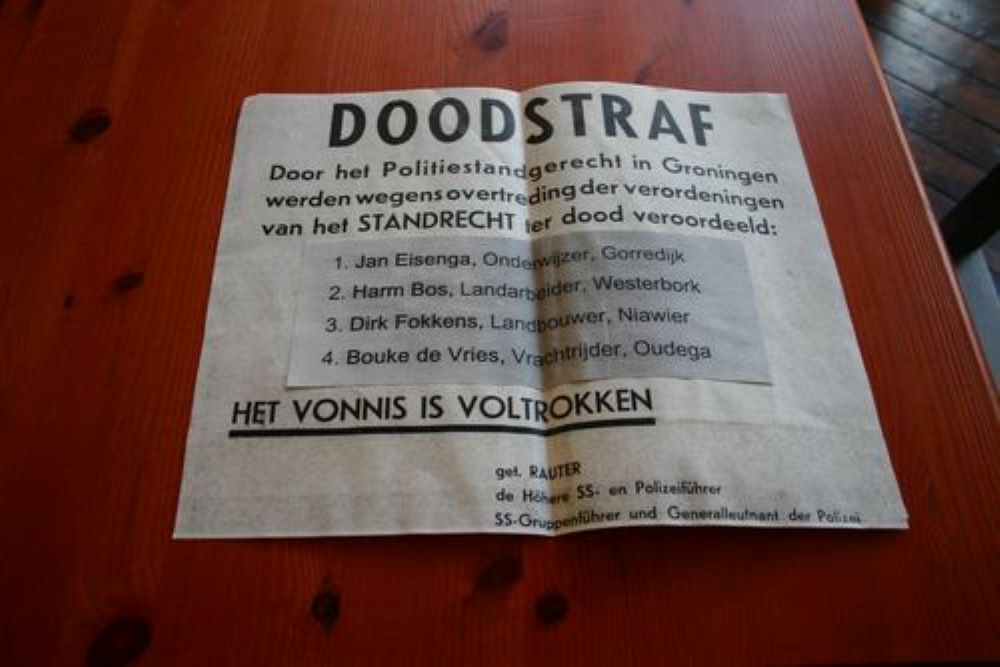 DOODSTRAF
Door het Politiestandgerecht in Groningen
werden wegens overtreding der verordeningen
van het STANDRECHT ter dood veroordeeld:
1. Jan Eisenga, Onderwijzer, Gorredijk
2. Harm Bos, Landarbeider, Westerbork
3. Dirk Fokkens, Landbouwer, Niawier
4. Bouke de Vries, Vrachtrijder, Oudega
HET VONNIS IS VOLTROKKEN
get. RAUTER
de Höhere SS- en Polizeiführer
SS-Gruppenführer und Generalleutnant der Polizei